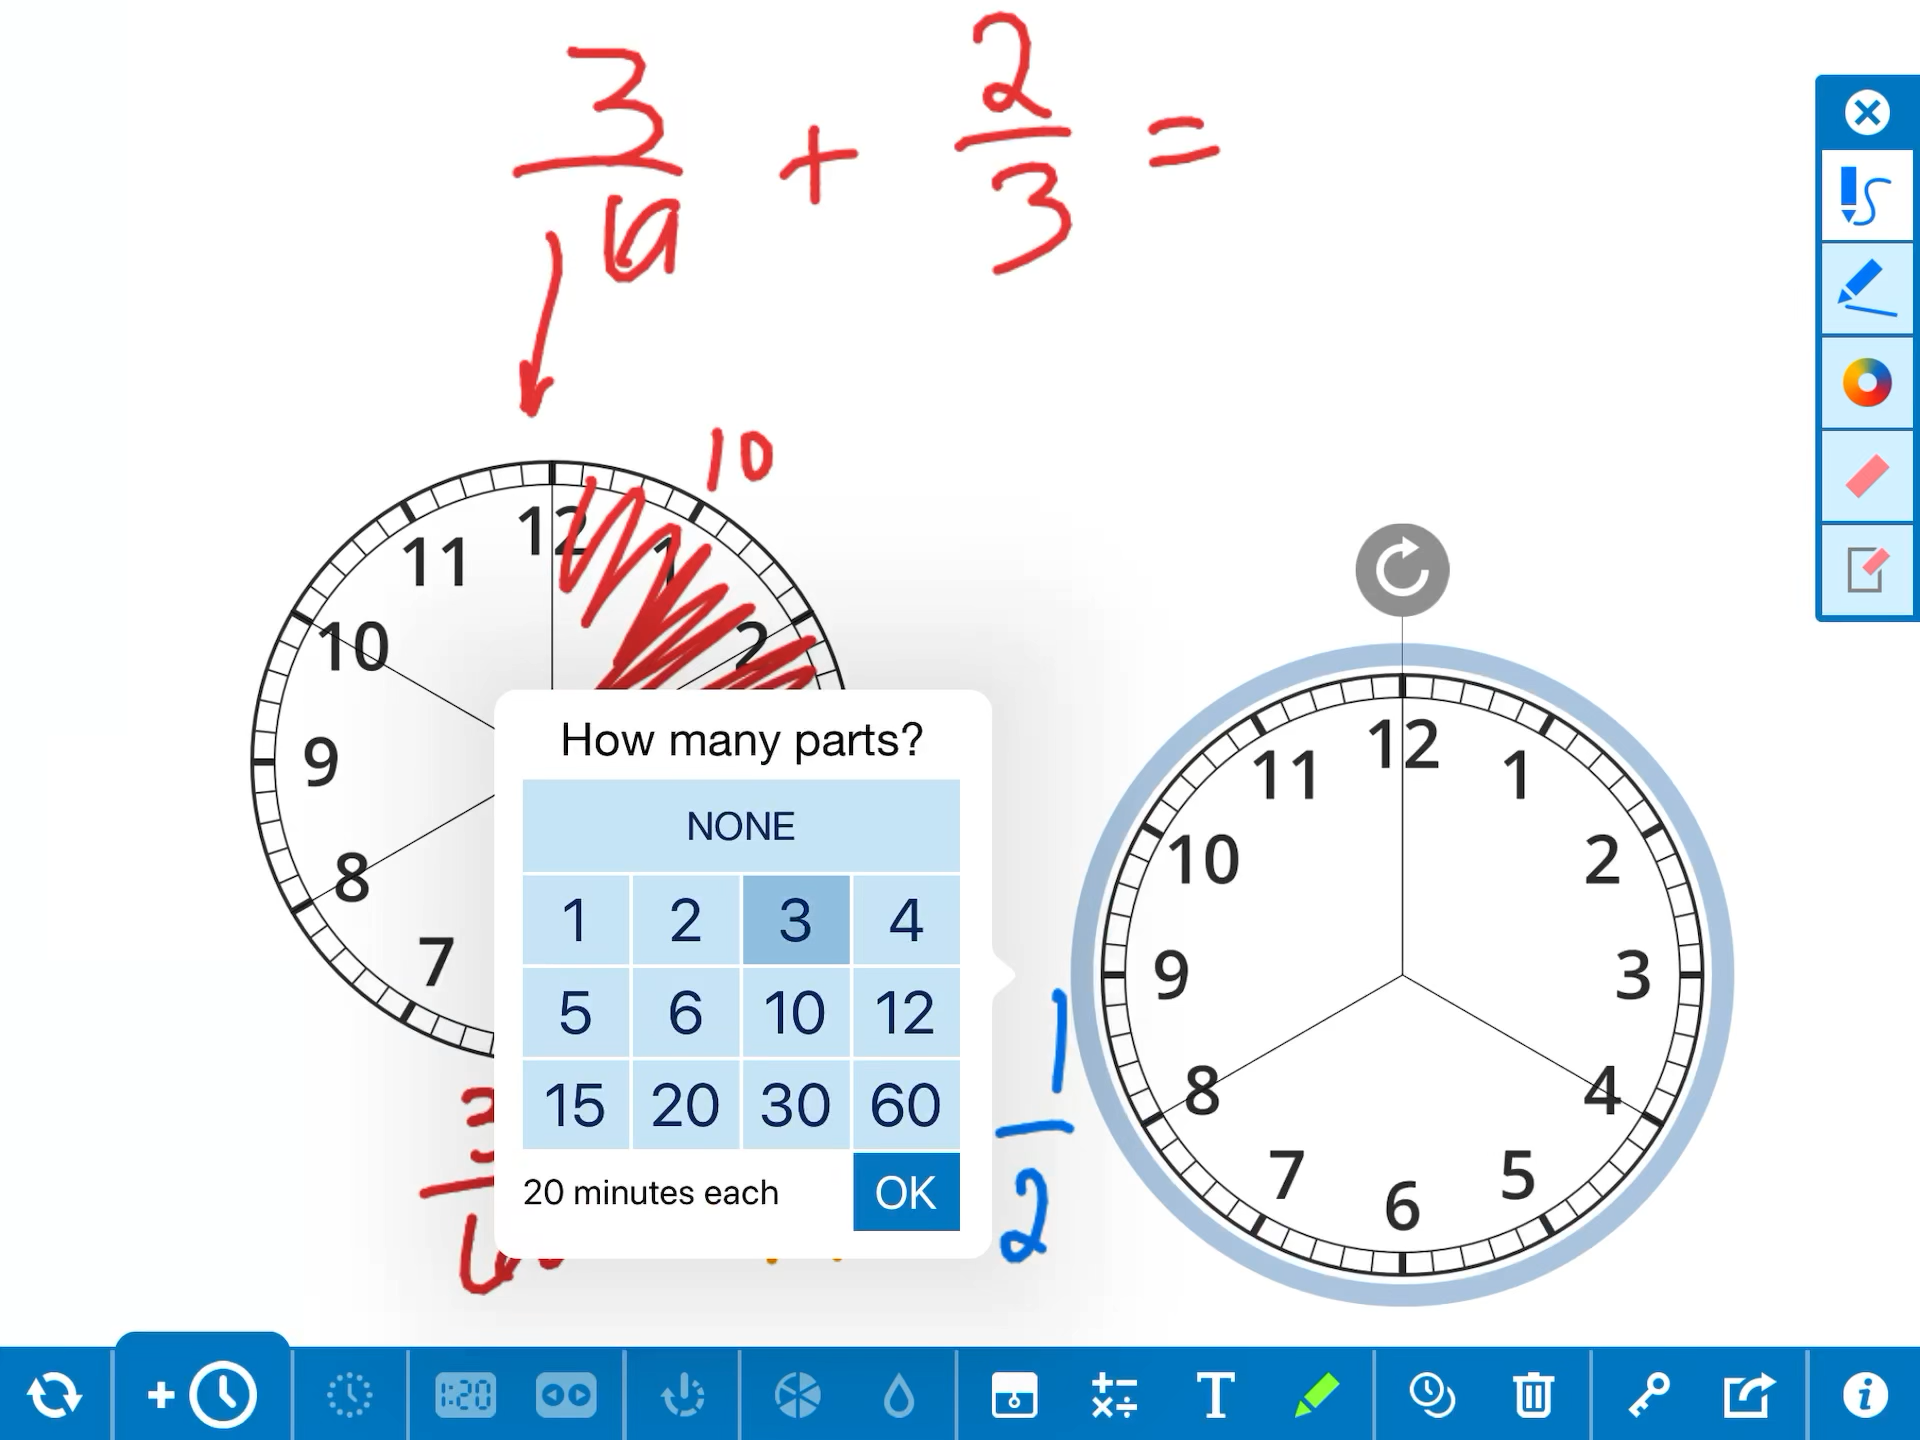 3 + 2 =
6 3
10
12
11 1
10 2
9
8
7
3
6
How many parts?
NONE
1 2 3 4
5 6 10 12
15 20 30 60
20 minutes each OK
1
2
12
11 1
10 2
9 3
8 4
7 5
6
1:20
T
i